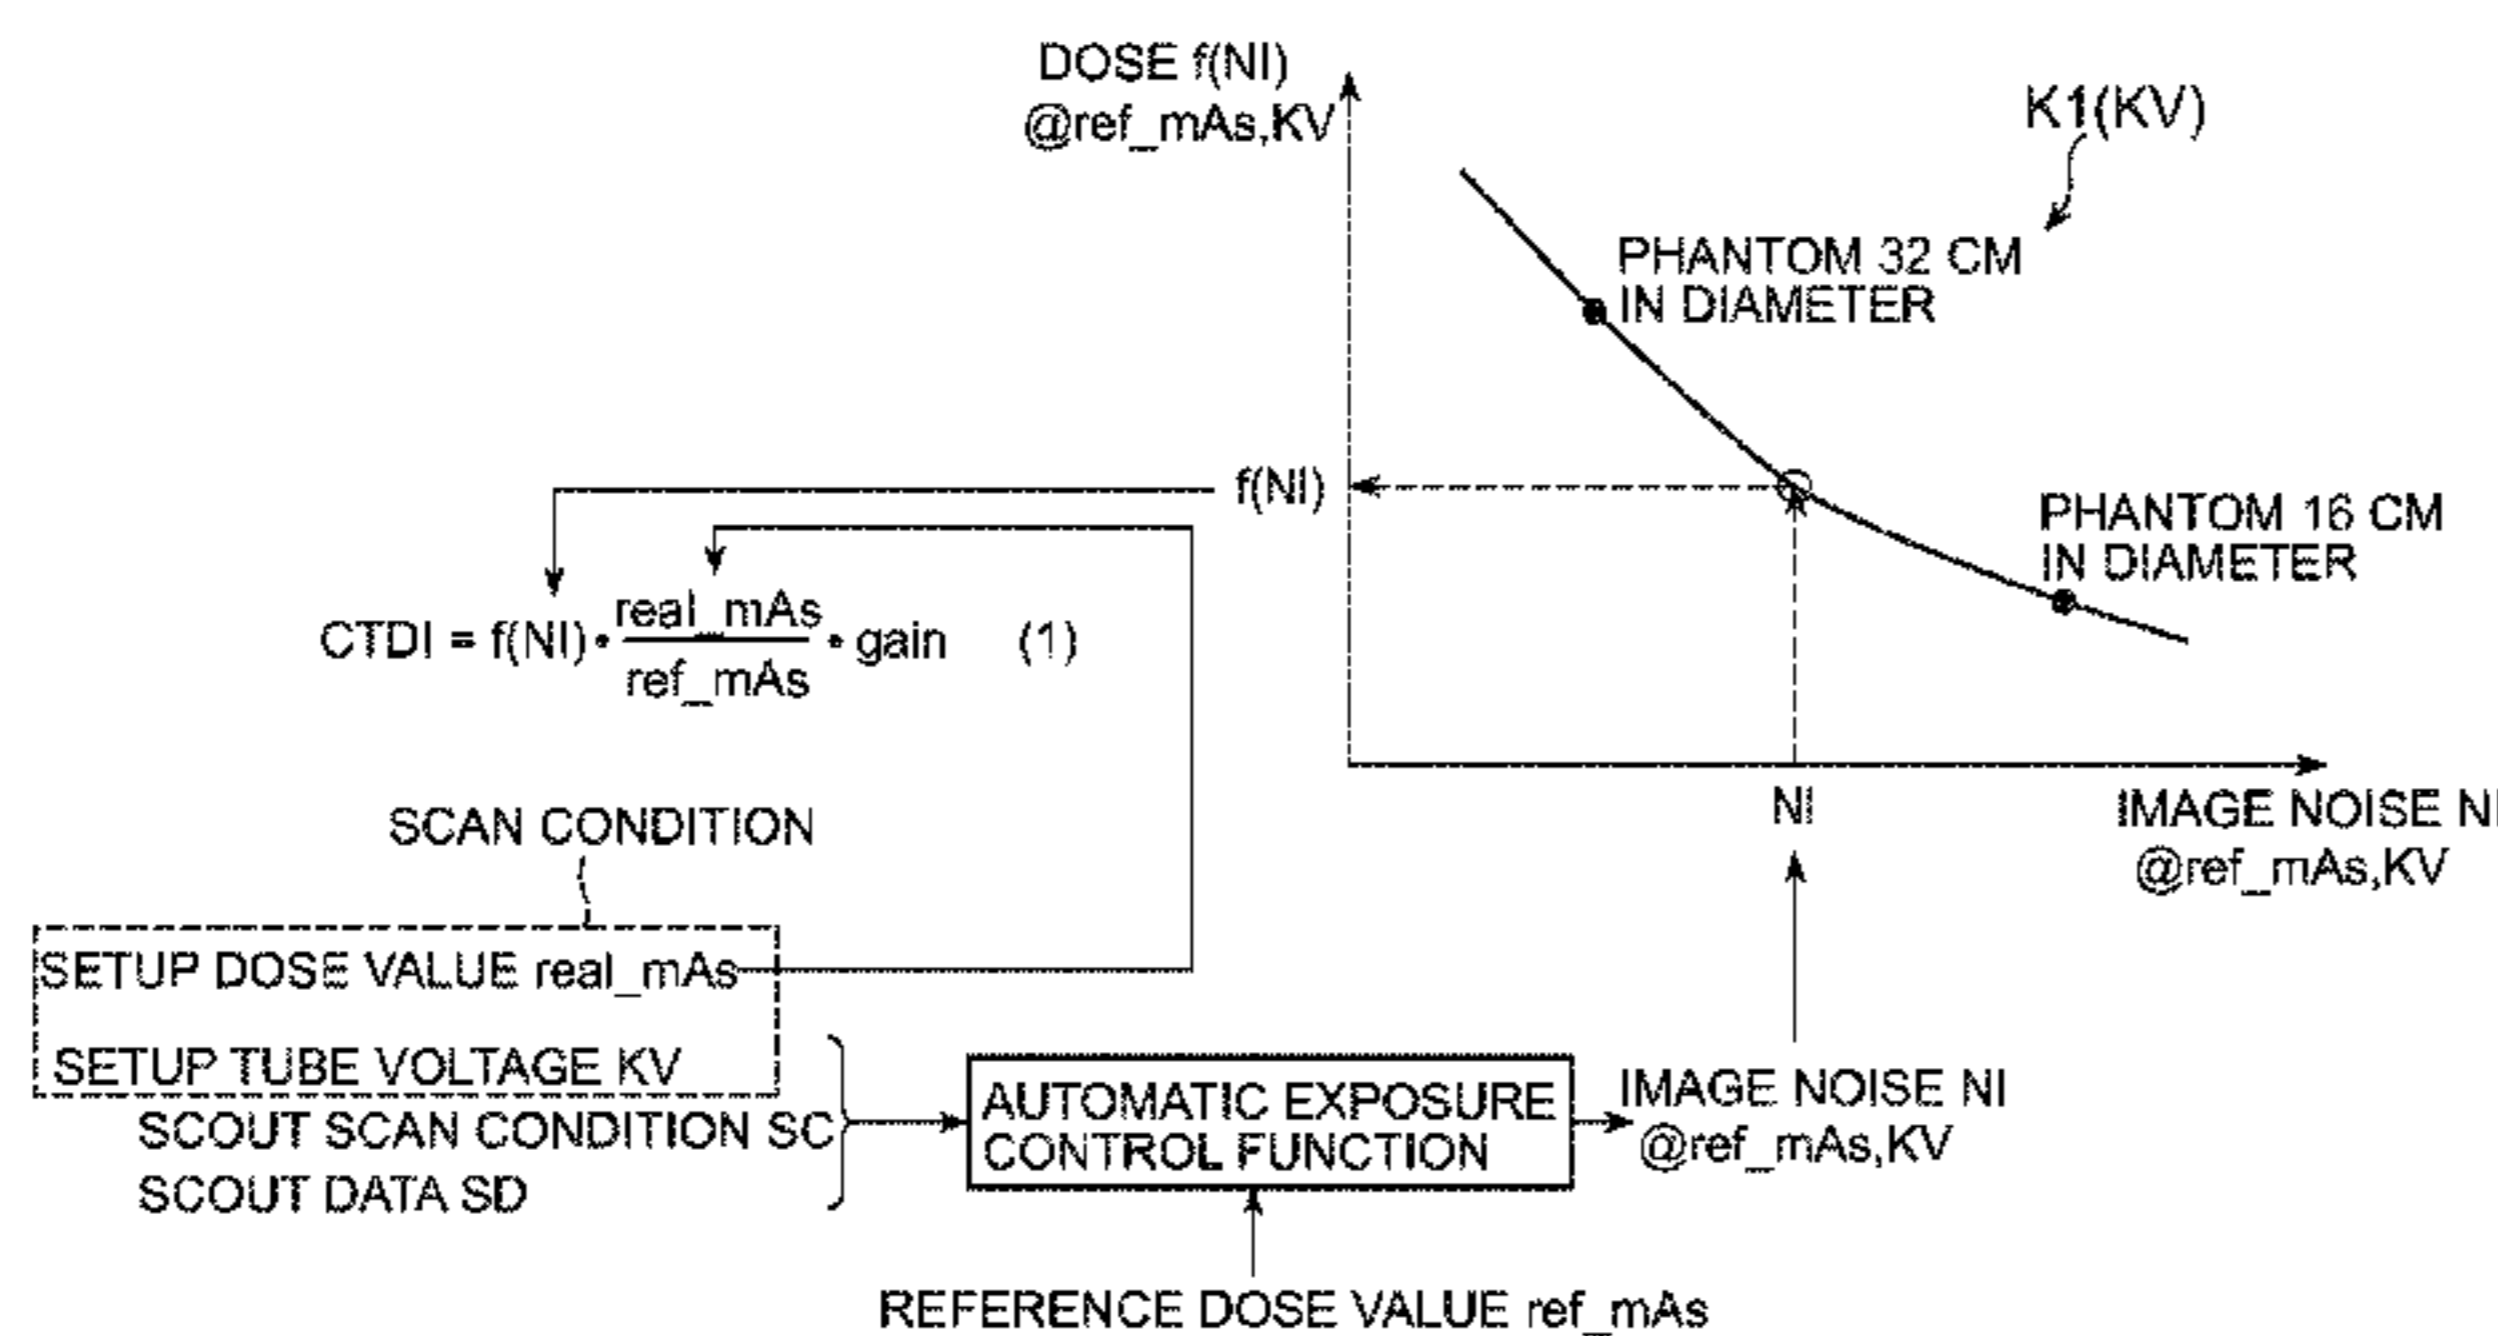 DOSE f(NI)
@ref_mAs,KV
K1(KV)
PHANTOM 32 CM
IN DIAMETER
f(NI)
PHANTOM 16 CM
IN DIAMETER
CTDI = f(NI)• real_mAs / ref_mAs • gain (1)
NI
IMAGE NOISE NI
@ref_mAs,KV
SCAN CONDITION
SETUP DOSE VALUE real_mAs
SETUP TUBE VOLTAGE KV
SCOUT SCAN CONDITION SC
SCOUT DATA SD
AUTOMATIC EXPOSURE
CONTROL FUNCTION
IMAGE NOISE NI
@ref_mAs,KV
REFERENCE DOSE VALUE ref_mAs